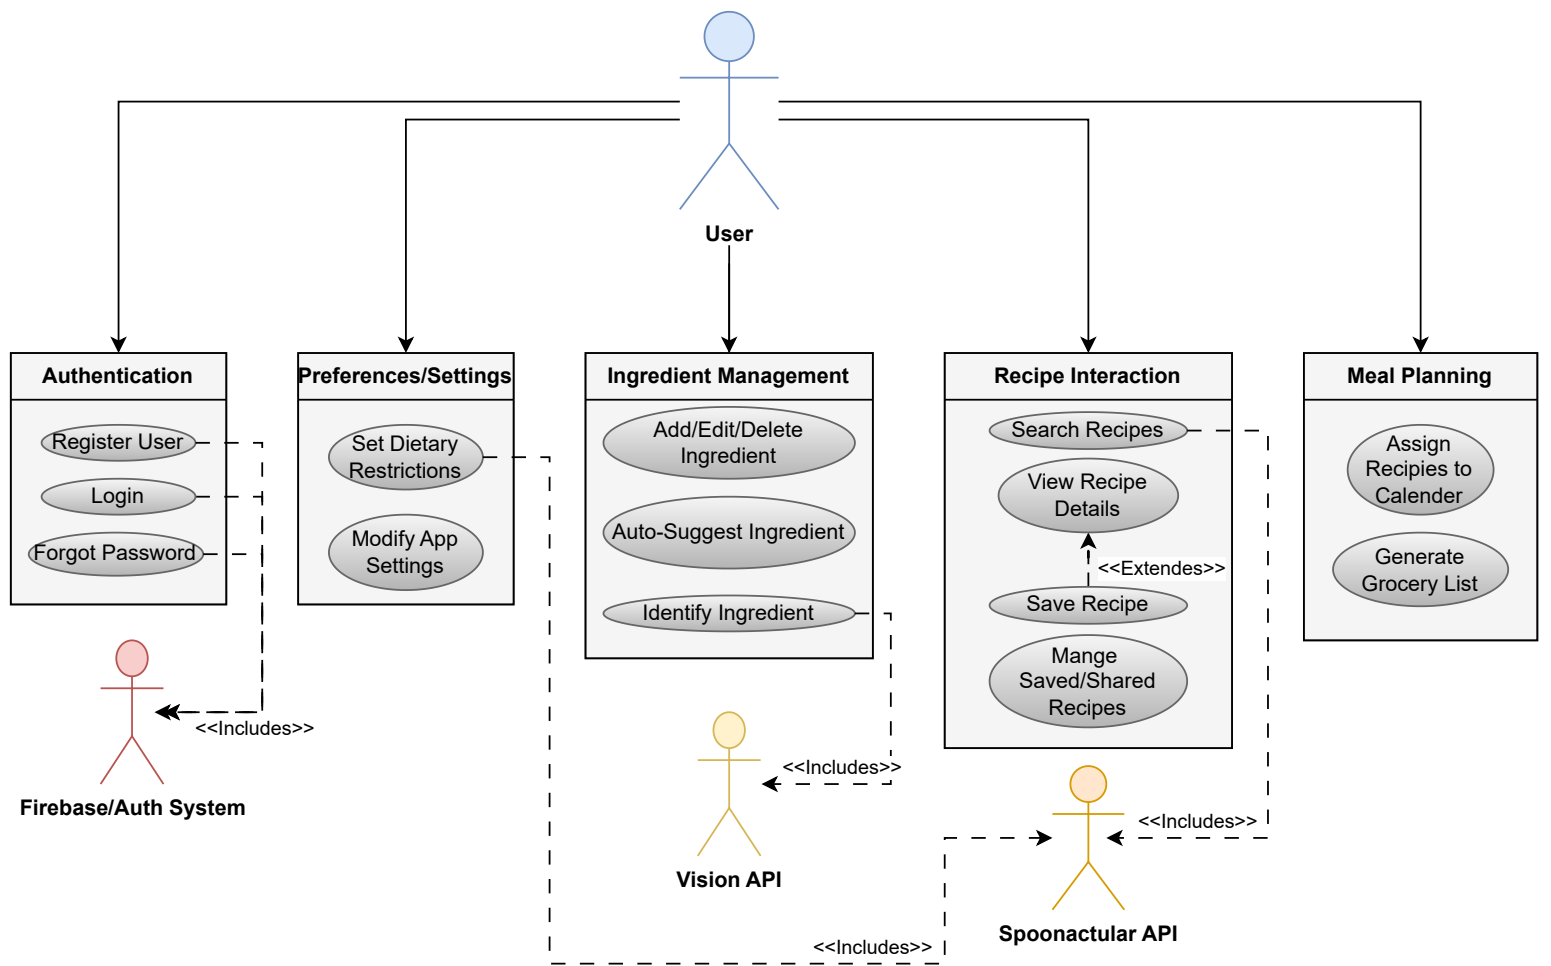 User
Authentication
Register User
Login
Forgot Password
<<Includes>>
Firebase/Auth System
Preferences/Settings
Set Dietary
Restrictions
Modify App
Settings
Ingredient Management
Add/Edit/Delete
Ingredient
Auto-Suggest Ingredient
Identify Ingredient
<<Includes>>
Vision API
Recipe Interaction
Search Recipes
View Recipe
Details
<<Extendes>>
Save Recipe
Mange
Saved/Shared
Recipes
<<Includes>>
<<Includes>>
Spoonactular API
Meal Planning
Assign
Recipies to
Calender
Generate
Grocery List